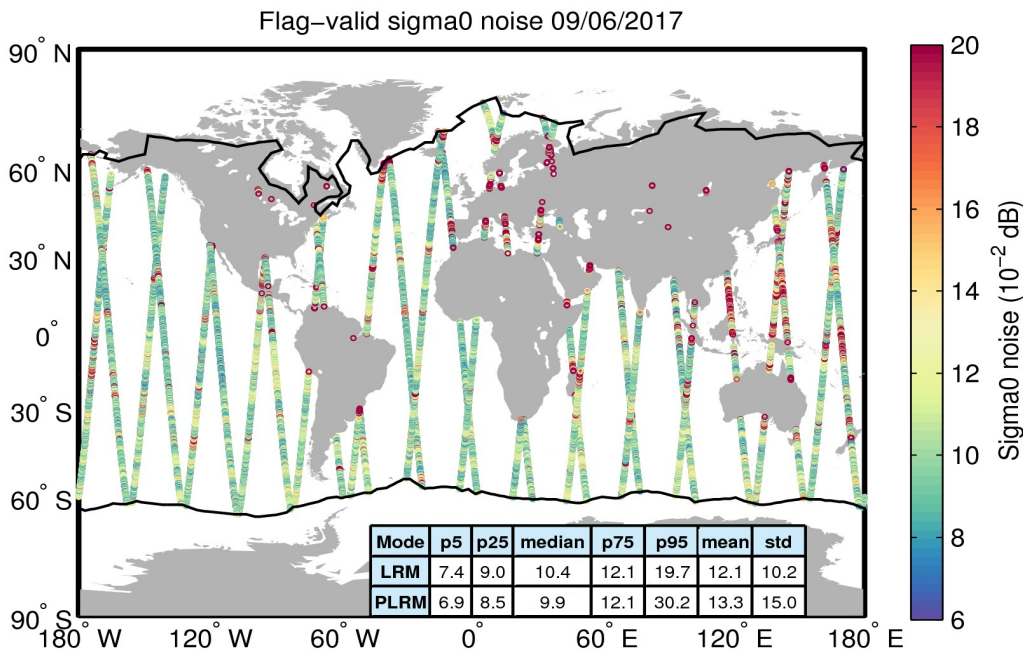 Flag−valid sigma0 noise 09/06/2017
90° N
60° N
30° N
0°
30° S
60° S
90° S
180° W
120° W
60° W
0°
60° E
120° E
180° E
Mode p5 p25 median p75 p95 mean std
LRM 7.4 9.0 10.4 12.1 19.7 12.1 10.2
PLRM 6.9 8.5 9.9 12.1 30.2 13.3 15.0
20
18
16
14
12
10
8
6
Sigma0 noise (10⁻² dB)